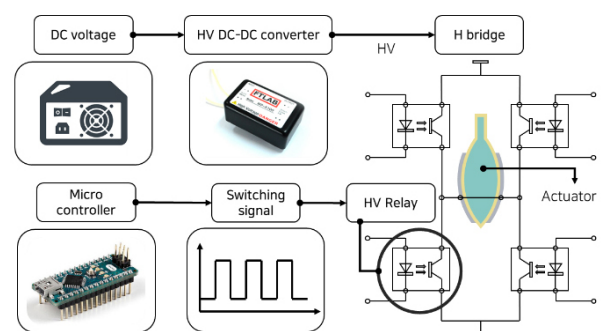 DC voltage
HV DC-DC converter
HV
H bridge
FTLAB
Actuator
Micro
controller
Switching
signal
HV Relay